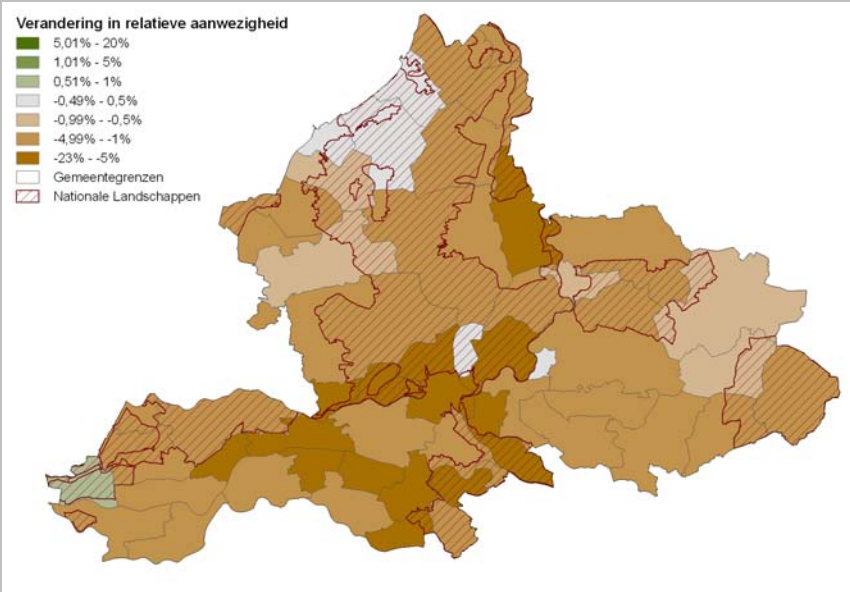 Verandering in relatieve aanwezigheid
5,01% - 20%
1,01% - 5%
0,51% - 1%
-0,49% - 0,5%
-0,99% - -0,5%
-4,99% - -1%
-23% - -5%
Gemeentegrenzen
Nationale Landschappen